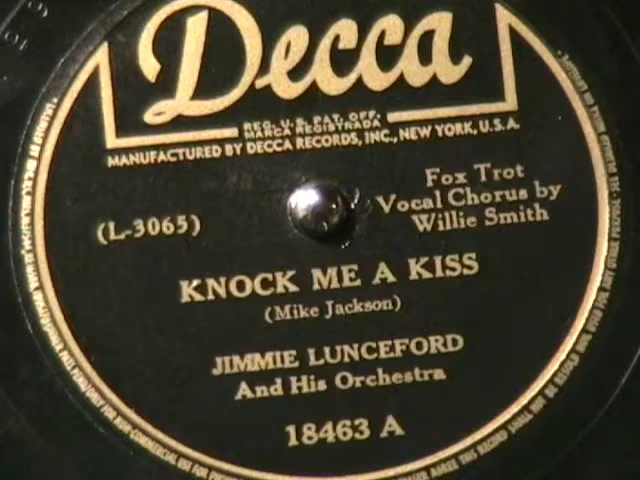 Decca
REG. U.S. PAT. OFF.
MARCA REGISTRADA
MANUFACTURED BY DECCA RECORDS, INC., NEW YORK, U.S.A.
(L-3065)
Fox Trot
Vocal Chorus by
Willie Smith
KNOCK ME A KISS
(Mike Jackson)
JIMMIE LUNCEFORD
And His Orchestra
18463 A